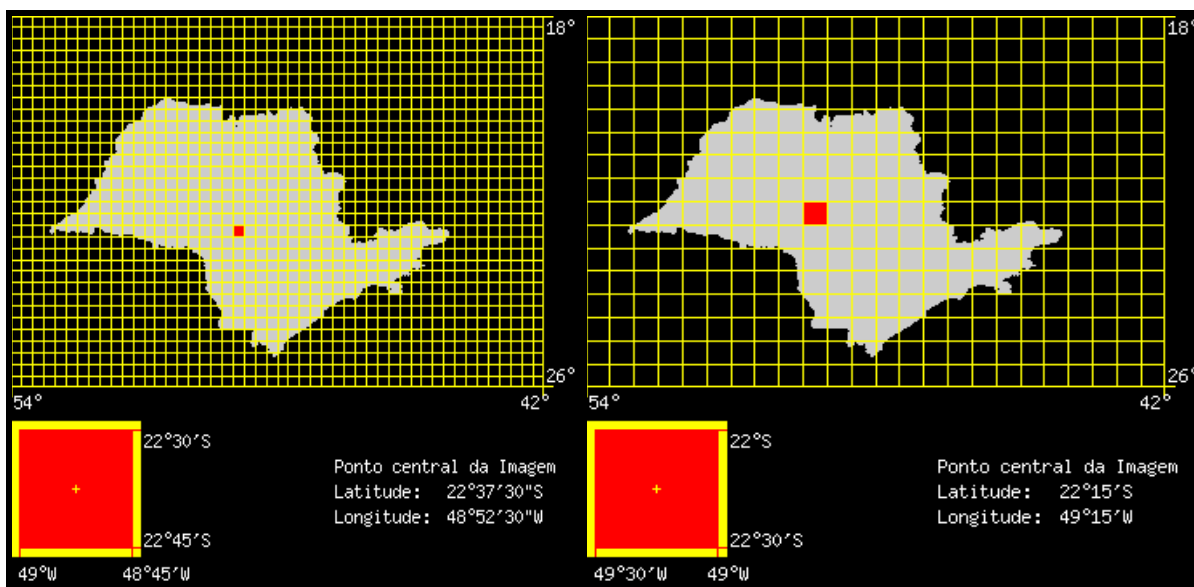 18°
26°
54°
42°
22°30'S
Ponto central da Imagem
Latitude: 22°37'30"S
Longitude: 48°52'30"W
22°45'S
49°W
48°45'W
18°
26°
54°
42°
22°S
Ponto central da Imagem
Latitude: 22°15'S
Longitude: 49°15'W
22°30'S
49°30'W
49°W